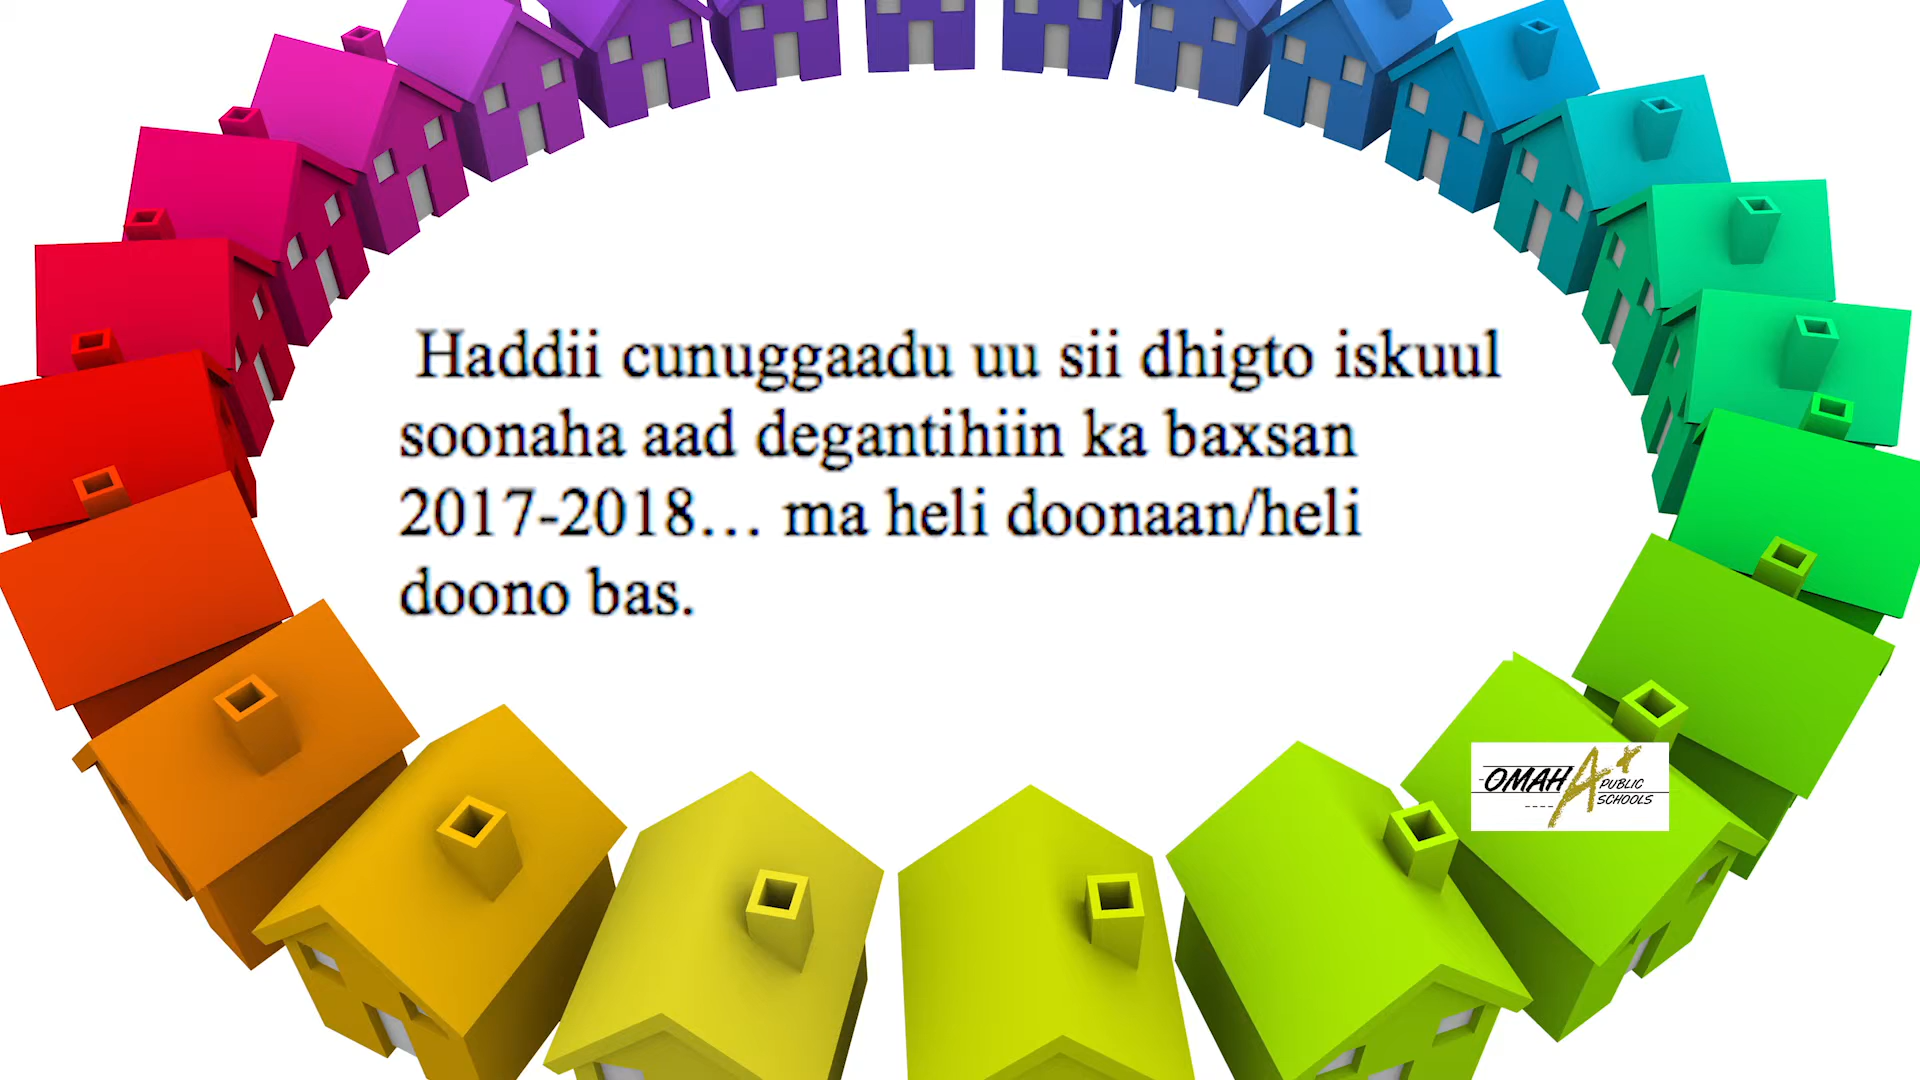 Haddii cunuggaadu uu sii dhigto iskuul
soonaha aad degantihiin ka baxsan
2017-2018… ma heli doonaan/heli
doono bas.
OMAHA+
PUBLIC
SCHOOLS